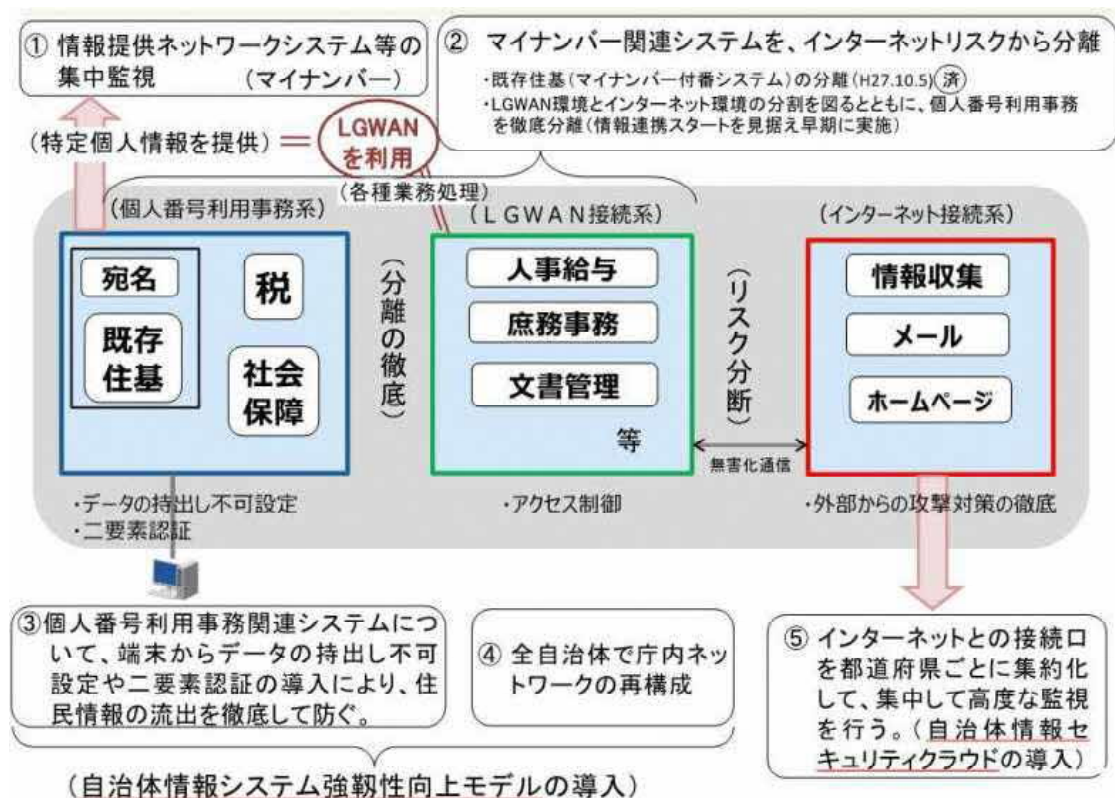 ① 情報提供ネットワークシステム等の
集中監視　　　（マイナンバー）
② マイナンバー関連システムを、インターネットリスクから分離
・既存住基（マイナンバー付番システム）の分離（H27.10.5）済
・LGWAN環境とインターネット環境の分割を図るとともに、個人番号利用事務
を徹底分離（情報連携スタートを見据え早期に実施）
（特定個人情報を提供）
LGWAN
を利用
（各種業務処理）
（個人番号利用事務系）
（ＬＧＷＡＮ接続系）
（インターネット接続系）
宛名
既存
住基
税
社会
保障
（分離の徹底）
人事給与
庶務事務
文書管理
等
（リスク分断）
無害化通信
情報収集
メール
ホームページ
・データの持出し不可設定
・二要素認証
・アクセス制御
・外部からの攻撃対策の徹底
③個人番号利用事務関連システムにつ
いて、端末からデータの持出し不可
設定や二要素認証の導入により、住
民情報の流出を徹底して防ぐ。
④ 全自治体で庁内ネッ
トワークの再構成
⑤ インターネットとの接続口
を都道府県ごとに集約化
して、集中して高度な監視
を行う。（自治体情報セ
キュリティクラウドの導入）
（自治体情報システム強靱性向上モデルの導入）